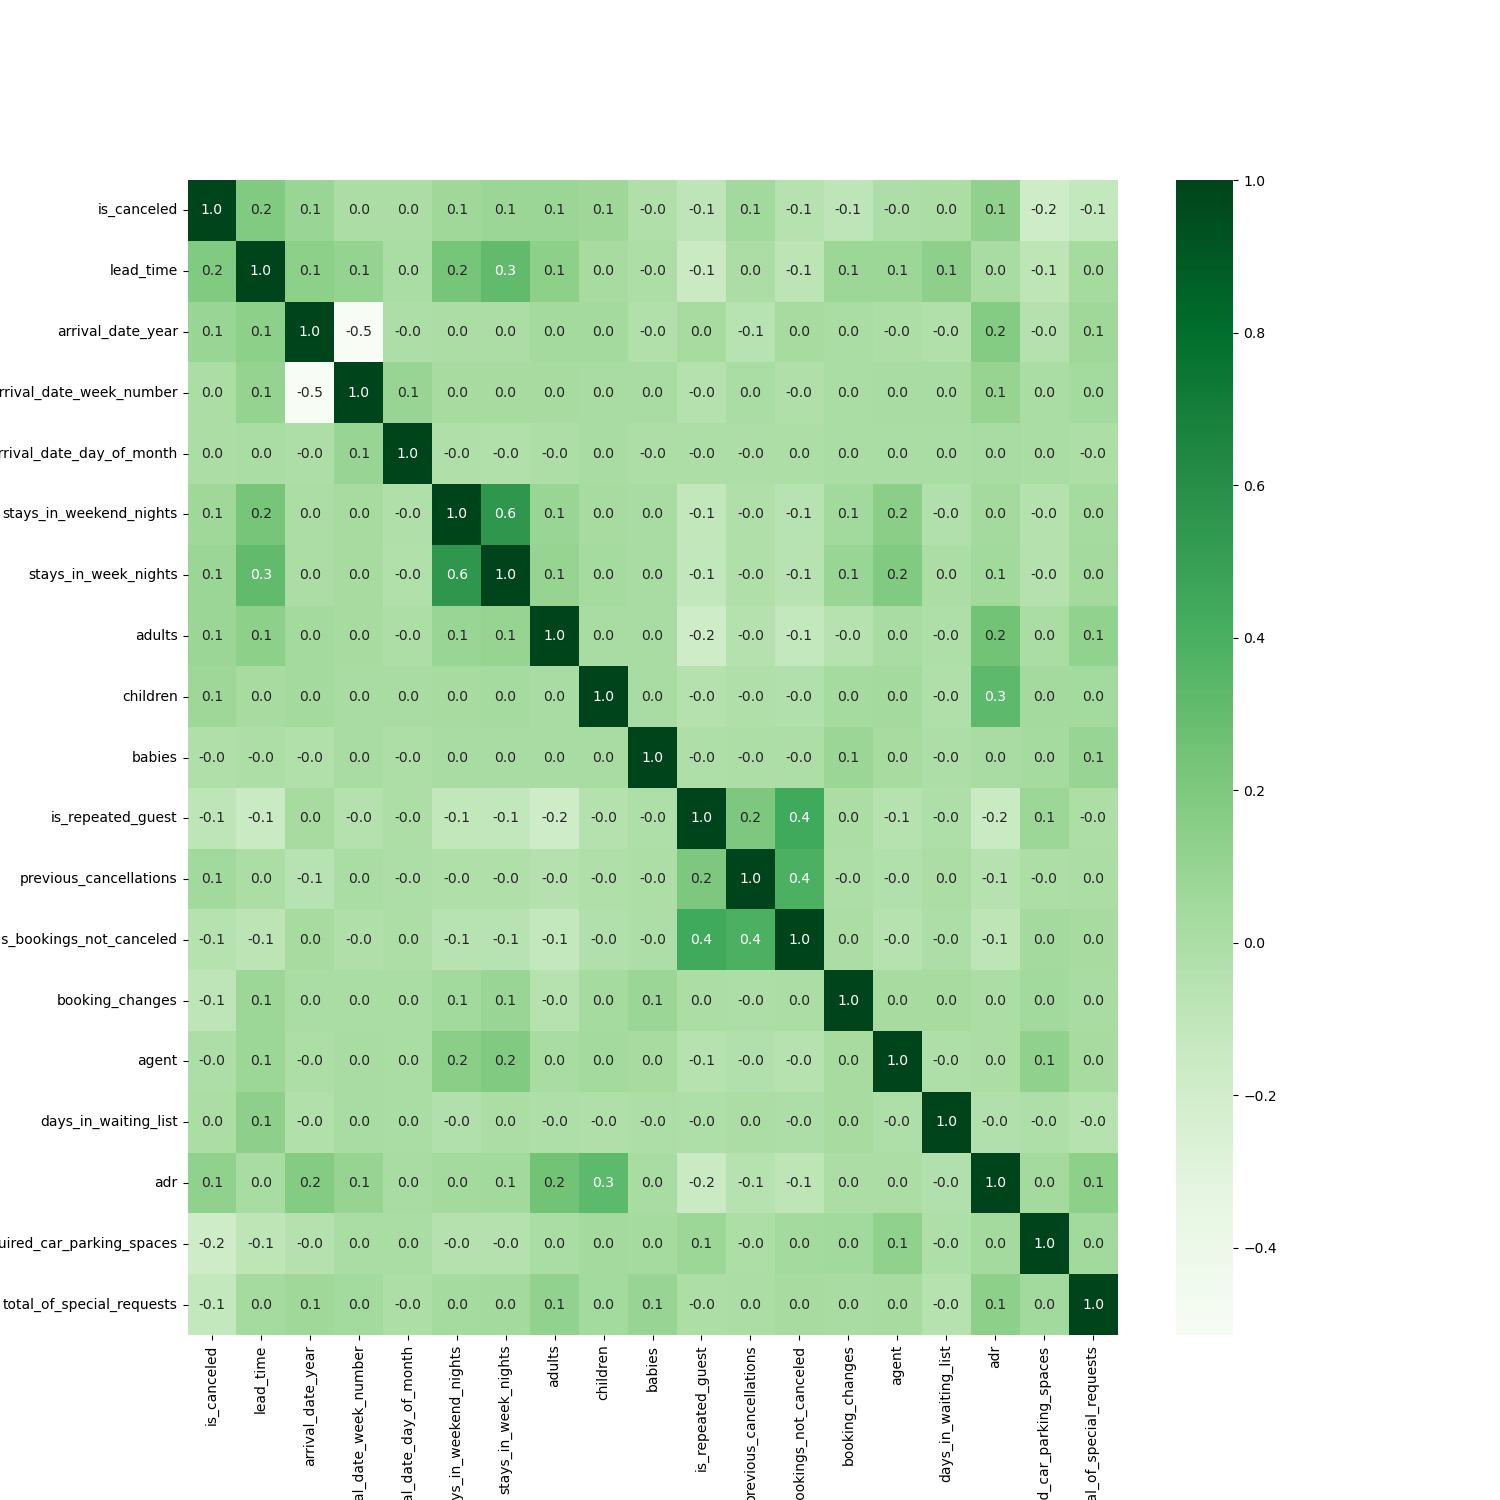 is_canceled 1.0 0.2 0.1 0.0 0.0 0.1 0.1 0.1 0.1 -0.0 -0.1 0.1 -0.1 -0.1 -0.0 0.0 0.1 -0.2 -0.1
lead_time 0.2 1.0 0.1 0.1 0.0 0.2 0.3 0.1 0.0 -0.0 -0.1 0.0 -0.1 0.1 0.1 0.1 0.0 -0.1 0.0
arrival_date_year 0.1 0.1 1.0 -0.5 -0.0 0.0 0.0 0.0 0.0 -0.0 0.0 -0.1 0.0 0.0 -0.0 -0.0 0.2 -0.0 0.1
rrival_date_week_number 0.0 0.1 -0.5 1.0 0.1 0.0 0.0 0.0 0.0 0.0 -0.0 0.0 -0.0 0.0 0.0 0.0 0.1 0.0 0.0
rrival_date_day_of_month 0.0 0.0 -0.0 0.1 1.0 -0.0 -0.0 -0.0 0.0 -0.0 -0.0 -0.0 0.0 0.0 0.0 0.0 0.0 0.0 -0.0
stays_in_weekend_nights 0.1 0.2 0.0 0.0 -0.0 1.0 0.6 0.1 0.0 0.0 -0.1 -0.0 -0.1 0.1 0.2 -0.0 0.0 -0.0 0.0
stays_in_week_nights 0.1 0.3 0.0 0.0 -0.0 0.6 1.0 0.1 0.0 0.0 -0.1 -0.0 -0.1 0.1 0.2 0.0 0.1 -0.0 0.0
adults 0.1 0.1 0.0 0.0 -0.0 0.1 0.1 1.0 0.0 0.0 -0.2 -0.0 -0.1 -0.0 0.0 -0.0 0.2 0.0 0.1
children 0.1 0.0 0.0 0.0 0.0 0.0 0.0 0.0 1.0 0.0 -0.0 -0.0 -0.0 0.0 0.0 -0.0 0.3 0.0 0.0
babies -0.0 -0.0 -0.0 0.0 -0.0 0.0 0.0 0.0 0.0 1.0 -0.0 -0.0 -0.0 0.1 0.0 -0.0 0.0 0.0 0.1
is_repeated_guest -0.1 -0.1 0.0 -0.0 -0.0 -0.1 -0.1 -0.2 -0.0 -0.0 1.0 0.2 0.4 0.0 -0.1 -0.0 -0.2 0.1 -0.0
previous_cancellations 0.1 0.0 -0.1 0.0 -0.0 -0.0 -0.0 -0.0 -0.0 -0.0 0.2 1.0 0.4 -0.0 -0.0 0.0 -0.1 -0.0 0.0
s_bookings_not_canceled -0.1 -0.1 0.0 -0.0 0.0 -0.1 -0.1 -0.1 -0.0 -0.0 0.4 0.4 1.0 0.0 -0.0 -0.0 -0.1 0.0 0.0
booking_changes -0.1 0.1 0.0 0.0 0.0 0.1 0.1 -0.0 0.0 0.1 0.0 -0.0 0.0 1.0 0.0 0.0 0.0 0.0 0.0
agent -0.0 0.1 -0.0 0.0 0.0 0.2 0.2 0.0 0.0 0.0 -0.1 -0.0 -0.0 0.0 1.0 -0.0 0.0 0.1 0.0
days_in_waiting_list 0.0 0.1 -0.0 0.0 0.0 -0.0 0.0 -0.0 -0.0 -0.0 -0.0 0.0 -0.0 0.0 -0.0 1.0 -0.0 -0.0 -0.0
adr 0.1 0.0 0.2 0.1 0.0 0.0 0.1 0.2 0.3 0.0 -0.2 -0.1 -0.1 0.0 0.0 -0.0 1.0 0.0 0.1
uired_car_parking_spaces -0.2 -0.1 -0.0 0.0 0.0 -0.0 -0.0 0.0 0.0 0.0 0.1 -0.0 0.0 0.0 0.1 -0.0 0.0 1.0 0.0
total_of_special_requests -0.1 0.0 0.1 0.0 -0.0 0.0 0.0 0.1 0.0 0.1 -0.0 0.0 0.0 0.0 0.0 -0.0 0.1 0.0 1.0
is_canceled
lead_time
arrival_date_year
al_date_week_number
al_date_day_of_month
ys_in_weekend_nights
stays_in_week_nights
adults
children
babies
is_repeated_guest
previous_cancellations
ookings_not_canceled
booking_changes
agent
days_in_waiting_list
adr
d_car_parking_spaces
al_of_special_requests
1.0
0.8
0.6
0.4
0.2
0.0
−0.2
−0.4